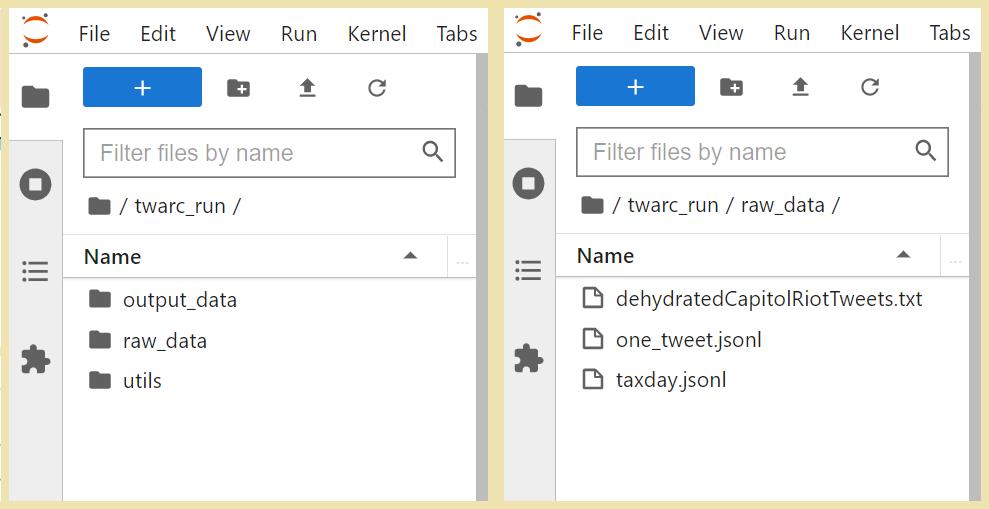 File Edit View Run Kernel Tabs
+
Filter files by name
/ twarc_run /
Name
...
output_data
raw_data
utils
File Edit View Run Kernel Tabs
+
Filter files by name
/ twarc_run / raw_data /
Name
...
dehydratedCapitolRiotTweets.txt
one_tweet.jsonl
taxday.jsonl